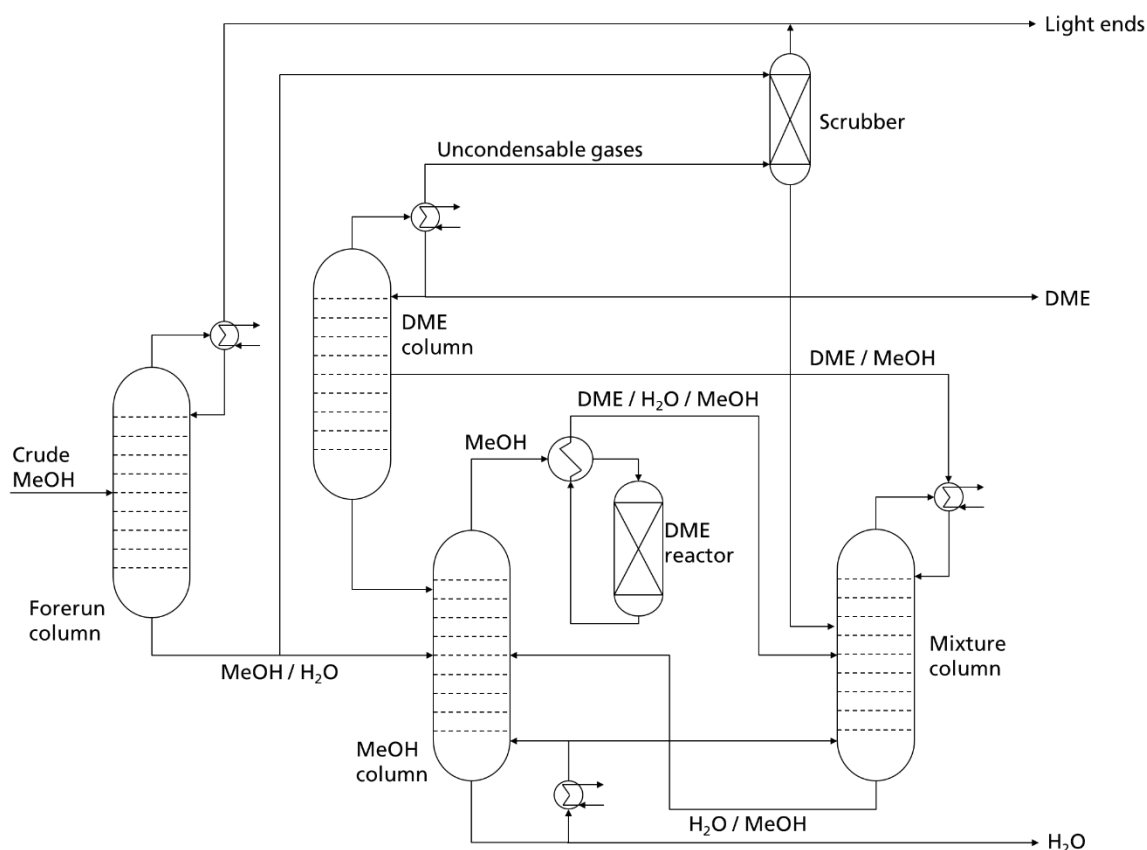 Light ends
Scrubber
Uncondensable gases
DME
DME
column
DME / MeOH
DME / H₂O / MeOH
MeOH
Crude
MeOH
DME
reactor
Forerun
column
MeOH / H₂O
Mixture
column
MeOH
column
H₂O / MeOH
H₂O